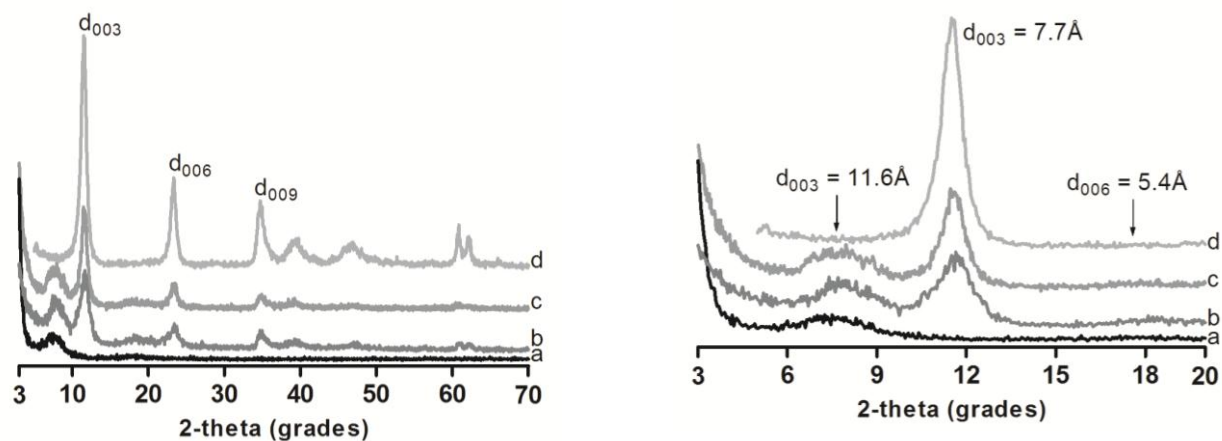 d003
d006
d009
d
c
b
a
3 10 20 30 40 50 60 70
2-theta (grades)
d003 = 7.7Å
d003 = 11.6Å
d006 = 5.4Å
d
c
b
a
3 6 9 12 15 20
2-theta (grades)